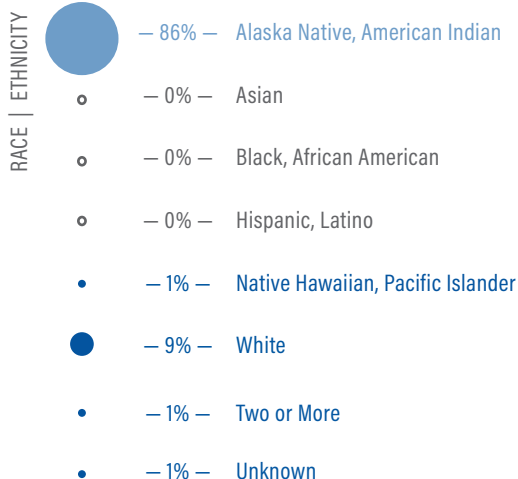 RACE | ETHNICITY
— 86% — Alaska Native, American Indian
— 0% — Asian
— 0% — Black, African American
— 0% — Hispanic, Latino
— 1% — Native Hawaiian, Pacific Islander
— 9% — White
— 1% — Two or More
— 1% — Unknown